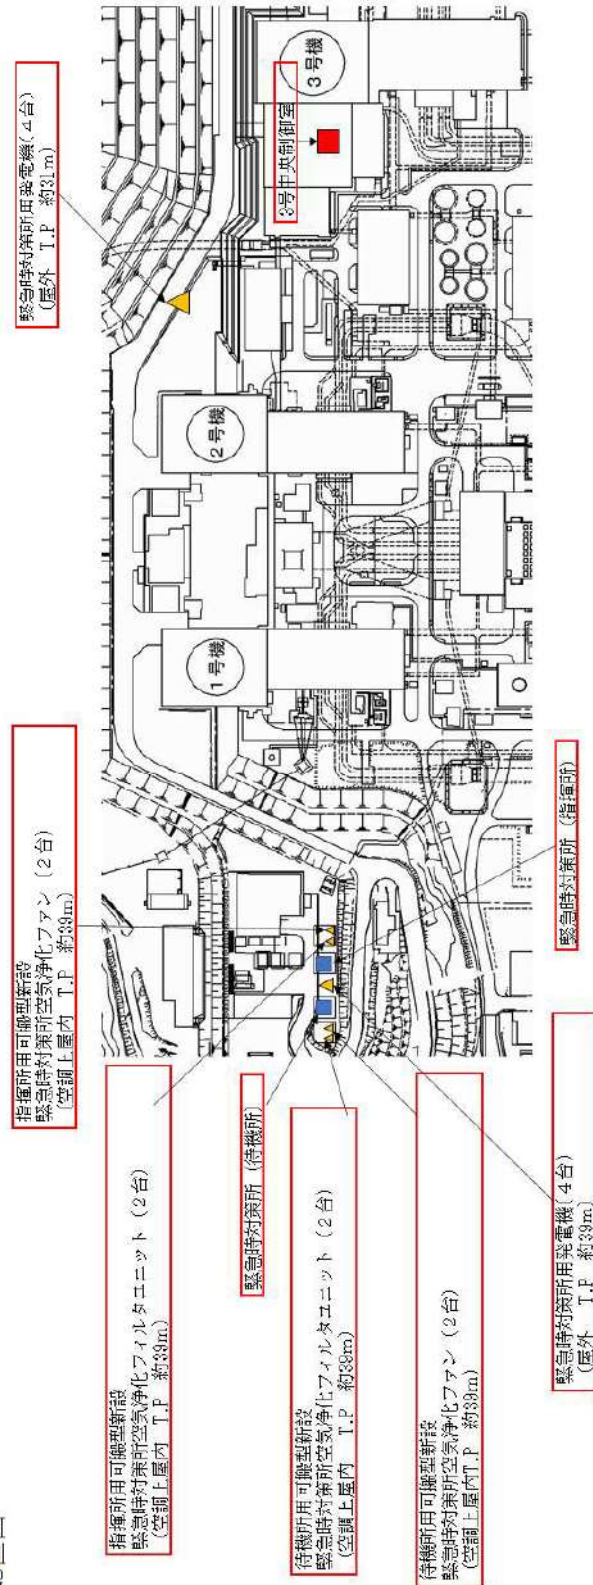 緊急時対策所用発電機(４台)
(屋外　T.P　約31m)
3号中央制御室
３号機
２号機
１号機
指揮所用可搬型新設
緊急時対策所空気浄化ファン（２台）
(空調上屋内　T.P　約39m)
緊急時対策所（指揮所）
指揮所用可搬型新設
緊急時対策所空気浄化フィルタユニット（２台）
(空調上屋内　T.P　約39m)
緊急時対策所（待機所）
待機所用可搬型新設
緊急時対策所空気浄化フィルタユニット（２台）
(空調上屋内　T.P　約39m)
待機所用可搬型新設
緊急時対策所空気浄化ファン（２台）
(空調上屋内T.P　約39m)
緊急時対策所用発電機(４台)
(屋外　T.P　約39m)